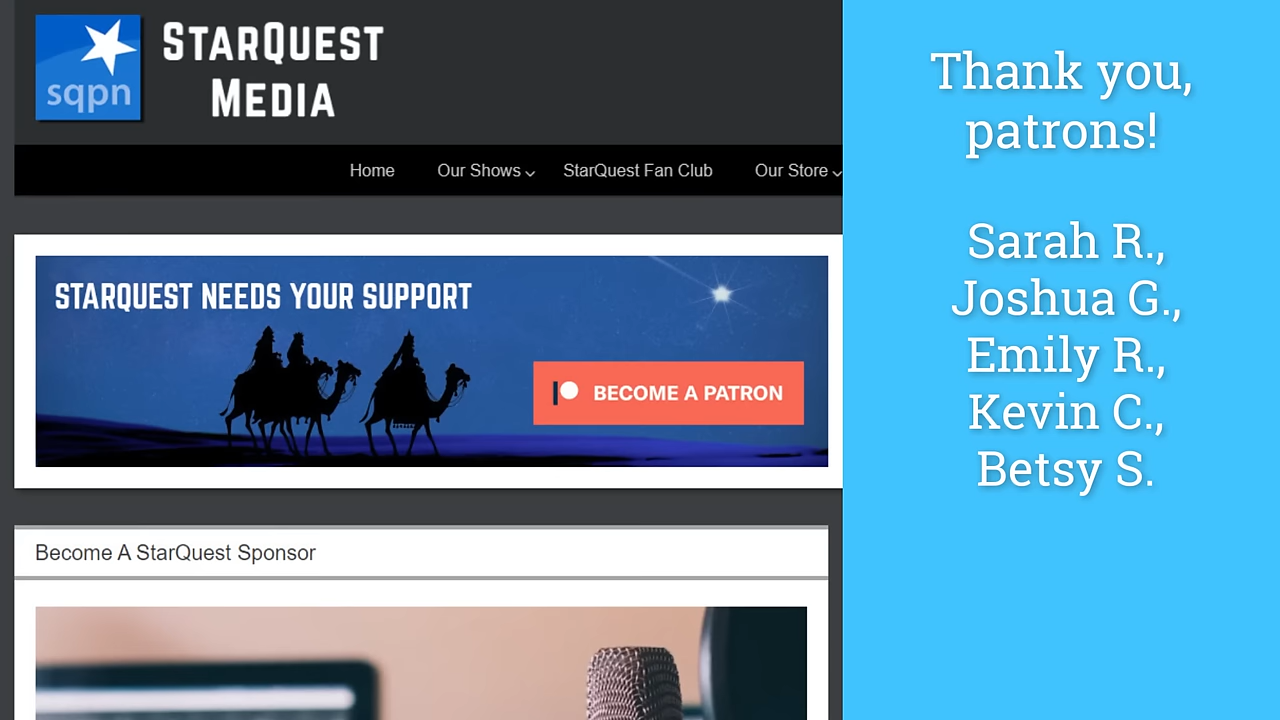 sqpn
StarQuest
Media
Home Our Shows StarQuest Fan Club Our Store
STARQUEST NEEDS YOUR SUPPORT
BECOME A PATRON
Become A StarQuest Sponsor
Thank you,
patrons!
Sarah R.,
Joshua G.,
Emily R.,
Kevin C.,
Betsy S.